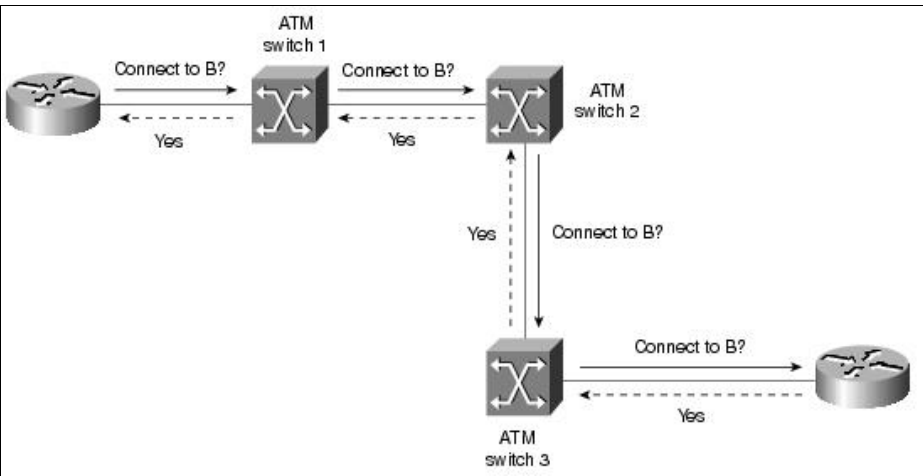 ATM
switch 1
Connect to B?
Connect to B?
ATM
switch 2
Yes
Yes
Yes
Connect to B?
Connect to B?
Yes
ATM
switch 3